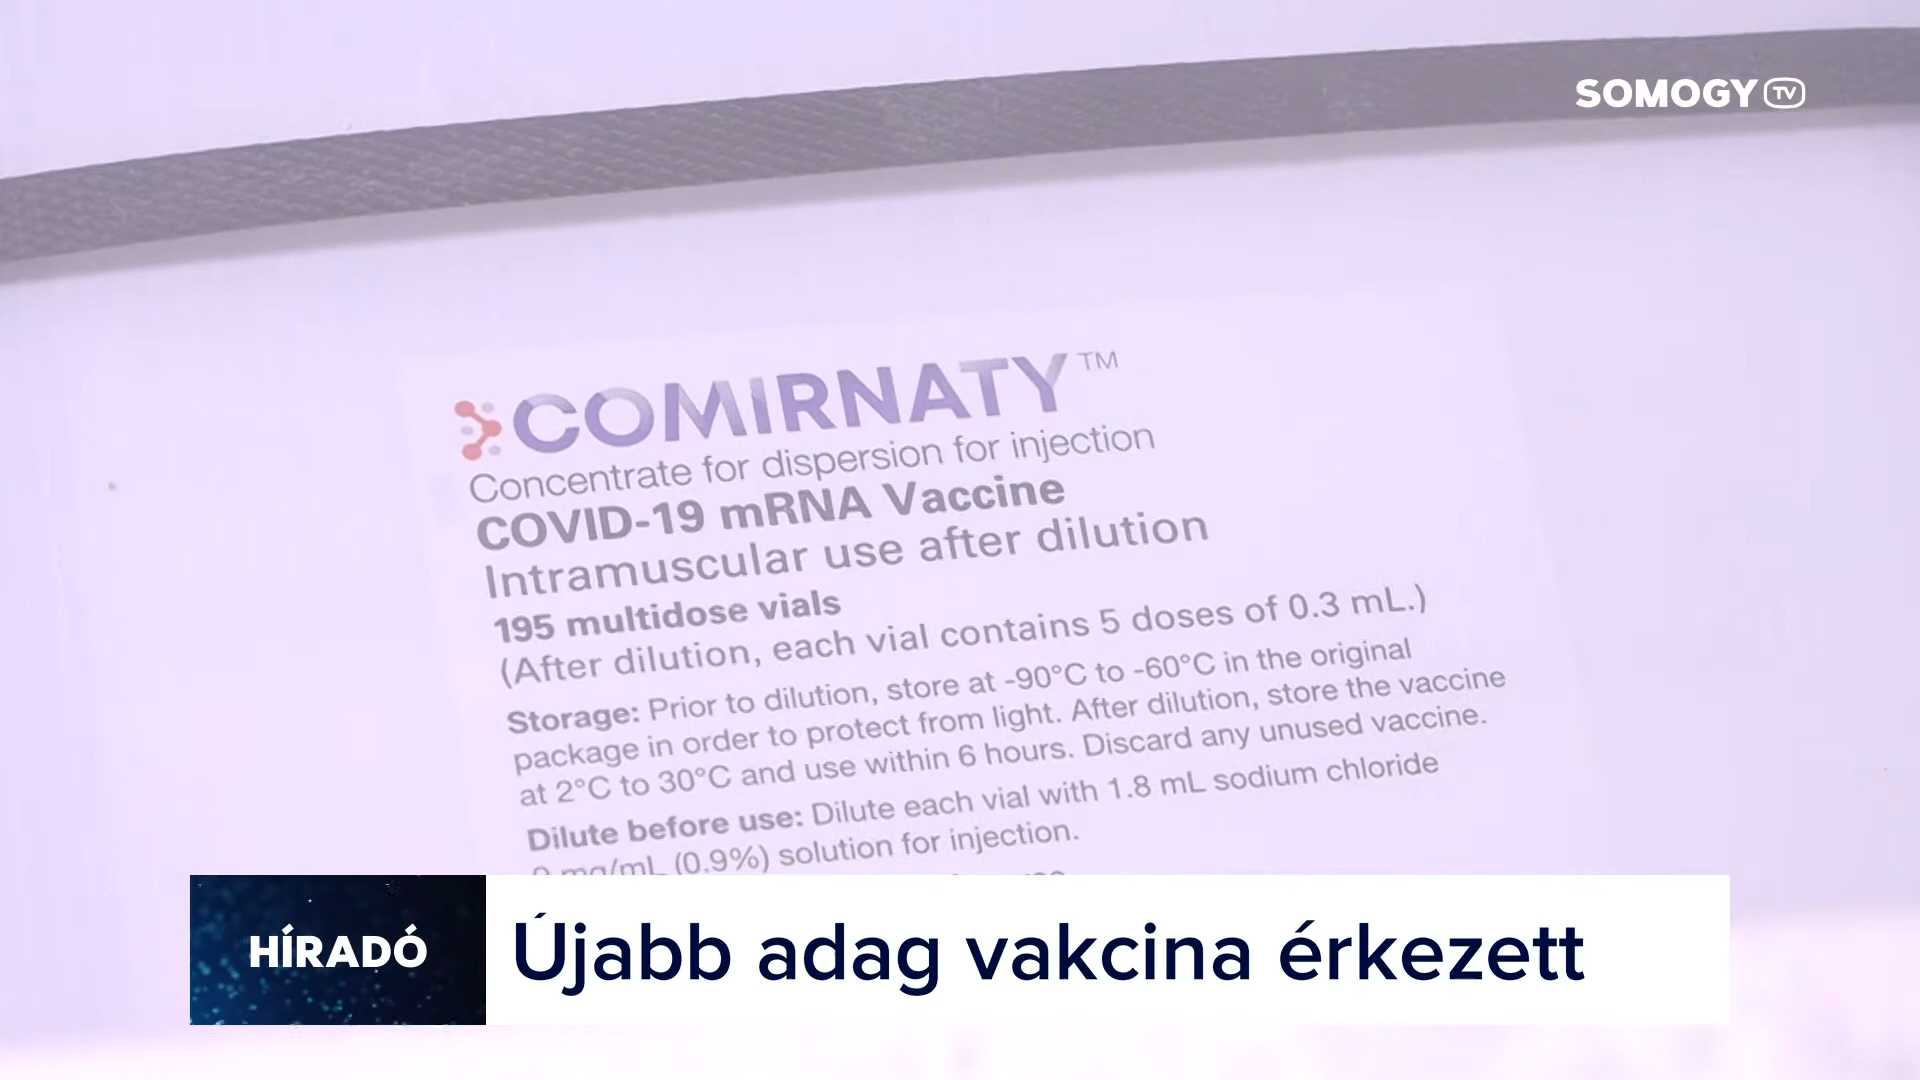 SOMOGY TV
COMIRNATY™
Concentrate for dispersion for injection
COVID-19 mRNA Vaccine
Intramuscular use after dilution
195 multidose vials
(After dilution, each vial contains 5 doses of 0.3 mL.)
Storage: Prior to dilution, store at -90°C to -60°C in the original
package in order to protect from light. After dilution, store the vaccine
at 2°C to 30°C and use within 6 hours. Discard any unused vaccine.
Dilute before use: Dilute each vial with 1.8 mL sodium chloride
9 mg/mL (0.9%) solution for injection.
HÍRADÓ
Újabb adag vakcina érkezett